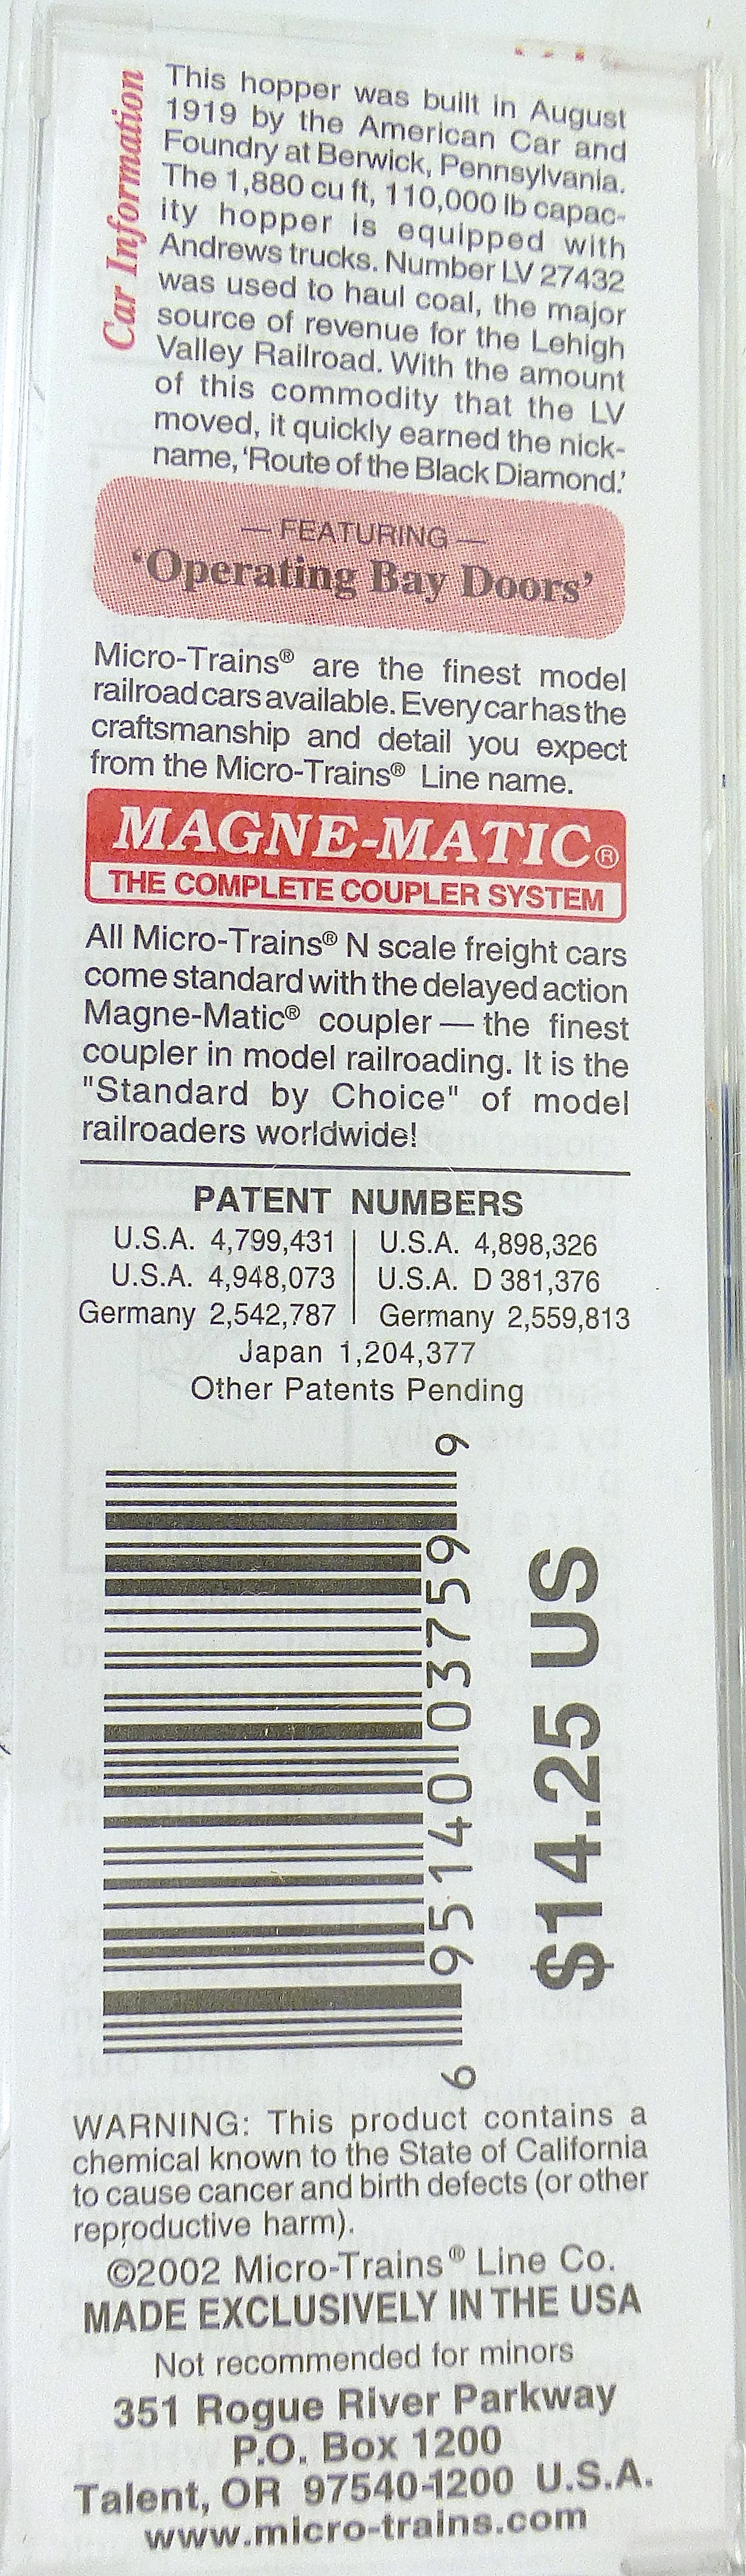 Car Information
This hopper was built in August
1919 by the American Car and
Foundry at Berwick, Pennsylvania.
The 1,880 cu ft, 110,000 lb capac-
ity hopper is equipped with
Andrews trucks. Number LV 27432
was used to haul coal, the major
source of revenue for the Lehigh
Valley Railroad. With the amount
of this commodity that the LV
moved, it quickly earned the nick-
name, ‘Route of the Black Diamond.’
— FEATURING —
‘Operating Bay Doors’
Micro-Trains® are the finest model
railroad cars available. Every car has the
craftsmanship and detail you expect
from the Micro-Trains® Line name.
MAGNE-MATIC®
THE COMPLETE COUPLER SYSTEM
All Micro-Trains® N scale freight cars
come standard with the delayed action
Magne-Matic® coupler — the finest
coupler in model railroading. It is the
"Standard by Choice" of model
railroaders worldwide!
PATENT NUMBERS
U.S.A. 4,799,431 | U.S.A. 4,898,326
U.S.A. 4,948,073 | U.S.A. D 381,376
Germany 2,542,787 | Germany 2,559,813
Japan 1,204,377
Other Patents Pending
6 95140 03759 9
$14.25 US
WARNING: This product contains a
chemical known to the State of California
to cause cancer and birth defects (or other
reproductive harm).
©2002 Micro-Trains® Line Co.
MADE EXCLUSIVELY IN THE USA
Not recommended for minors
351 Rogue River Parkway
P.O. Box 1200
Talent, OR 97540-1200 U.S.A.
www.micro-trains.com